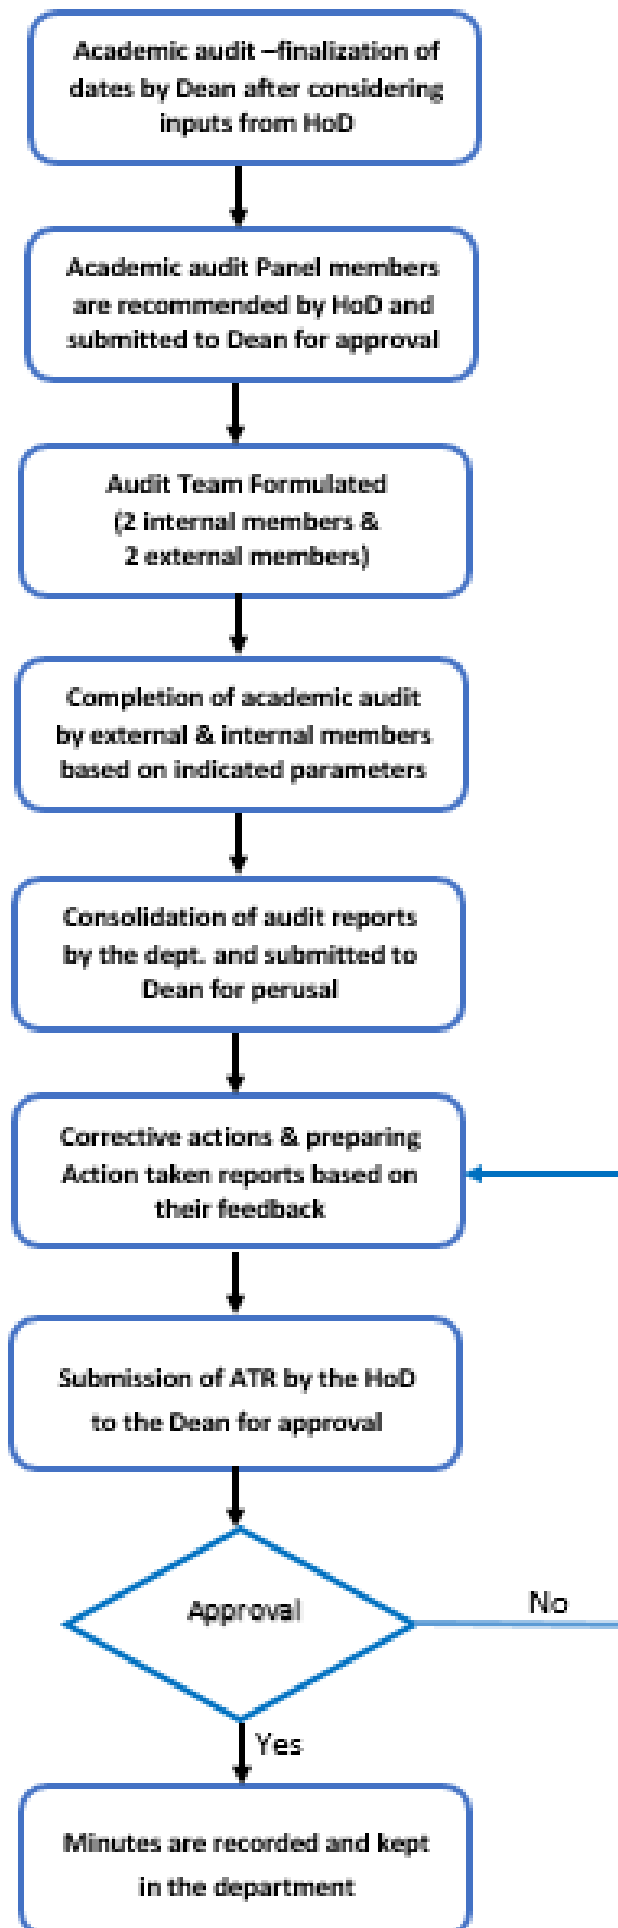 Academic audit –finalization of
dates by Dean after considering
inputs from HoD
Academic audit Panel members
are recommended by HoD and
submitted to Dean for approval
Audit Team Formulated
(2 internal members &
2 external members)
Completion of academic audit
by external & internal members
based on indicated parameters
Consolidation of audit reports
by the dept. and submitted to
Dean for perusal
Corrective actions & preparing
Action taken reports based on
their feedback
Submission of ATR by the HoD
to the Dean for approval
Approval
No
Yes
Minutes are recorded and kept
in the department